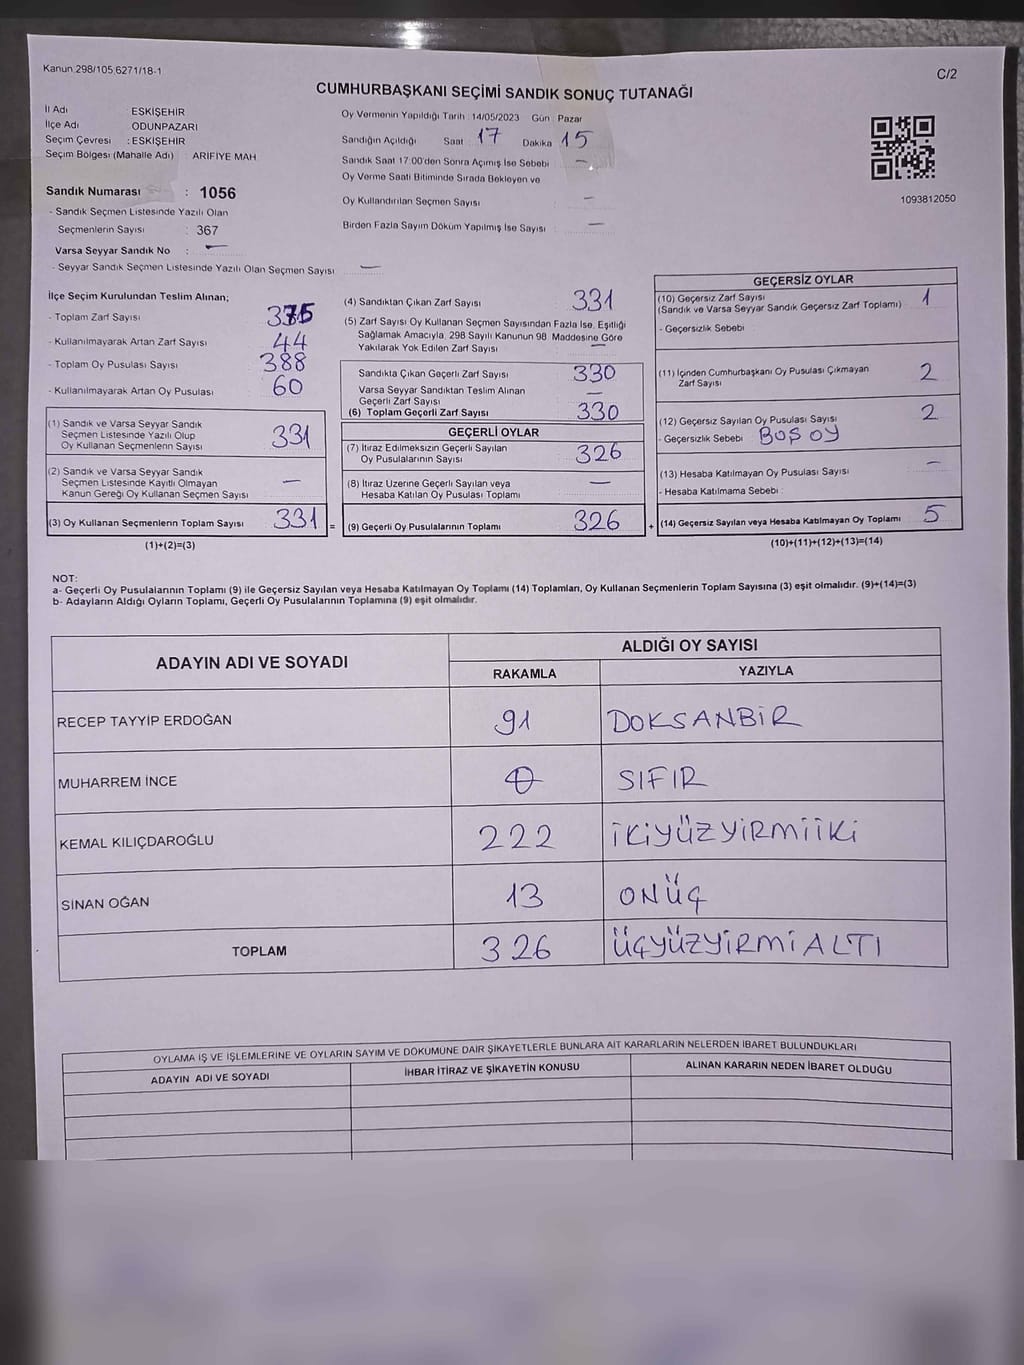 Kanun 298/105,6271/18-1
C/2
CUMHURBAŞKANI SEÇİMİ SANDIK SONUÇ TUTANAĞI
İl Adı ESKİŞEHİR
İlçe Adı ODUNPAZARI
Seçim Çevresi : ESKİŞEHİR
Seçim Bölgesi (Mahalle Adı) : ARIFIYE MAH
Sandık Numarası : 1056
- Sandık Seçmen Listesinde Yazılı Olan
Seçmenlerin Sayısı : 367
Varsa Seyyar Sandık No : —
- Seyyar Sandık Seçmen Listesinde Yazılı Olan Seçmen Sayısı —
Oy Vermenin Yapıldığı Tarih : 14/05/2023 Gün : Pazar
Sandığın Açıldığı Saat 17 Dakika 15
Sandık Saat 17:00'den Sonra Açımış İse Sebebi —
Oy Verme Saati Bitiminde Sırada Bekleyen ve
Oy Kullandırılan Seçmen Sayısı —
Birden Fazla Sayım Döküm Yapılmış İse Sayısı —
1093812050
İlçe Seçim Kurulundan Teslim Alınan;
- Toplam Zarf Sayısı 375
- Kullanılmayarak Artan Zarf Sayısı 44
- Toplam Oy Pusulası Sayısı 388
- Kullanılmayarak Artan Oy Pusulası 60
(1) Sandık ve Varsa Seyyar Sandık
Seçmen Listesinde Yazılı Olup
Oy Kullanan Seçmenlerin Sayısı 331
(2) Sandık ve Varsa Seyyar Sandık
Seçmen Listesinde Kayıtlı Olmayan
Kanun Gereği Oy Kullanan Seçmen Sayısı —
(3) Oy Kullanan Seçmenlerin Toplam Sayısı 331 =
(1)+(2)=(3)
(4) Sandıktan Çıkan Zarf Sayısı 331
(5) Zarf Sayısı Oy Kullanan Seçmen Sayısından Fazla İse, Eşitliği
Sağlamak Amacıyla, 298 Sayılı Kanunun 98. Maddesine Göre
Yakılarak Yok Edilen Zarf Sayısı —
Sandıkta Çıkan Geçerli Zarf Sayısı 330
Varsa Seyyar Sandıktan Teslim Alınan
Geçerli Zarf Sayısı —
(6) Toplam Geçerli Zarf Sayısı 330
GEÇERLİ OYLAR
(7) İtiraz Edilmeksizin Geçerli Sayılan
Oy Pusulalarının Sayısı 326
(8) İtiraz Üzerine Geçerli Sayılan veya
Hesaba Katılan Oy Pusulası Toplamı —
(9) Geçerli Oy Pusulalarının Toplamı 326 +
GEÇERSİZ OYLAR
(10) Geçersiz Zarf Sayısı 1
(Sandık ve Varsa Seyyar Sandık Geçersiz Zarf Toplamı)
- Geçersizlik Sebebi
(11) İçinden Cumhurbaşkanı Oy Pusulası Çıkmayan
Zarf Sayısı 2
(12) Geçersiz Sayılan Oy Pusulası Sayısı 2
- Geçersizlik Sebebi BOŞ OY
(13) Hesaba Katılmayan Oy Pusulası Sayısı —
- Hesaba Katılmama Sebebi :
(14) Geçersiz Sayılan veya Hesaba Katılmayan Oy Toplamı 5
(10)+(11)+(12)+(13)=(14)
NOT:
a- Geçerli Oy Pusulalarının Toplamı (9) ile Geçersiz Sayılan veya Hesaba Katılmayan Oy Toplamı (14) Toplamları, Oy Kullanan Seçmenlerin Toplam Sayısına (3) eşit olmalıdır. (9)+(14)=(3)
b- Adayların Aldığı Oyların Toplamı, Geçerli Oy Pusulalarının Toplamına (9) eşit olmalıdır.
ADAYIN ADI VE SOYADI ALDIĞI OY SAYISI
RAKAMLA YAZIYLA
RECEP TAYYİP ERDOĞAN 91 DOKSANBİR
MUHARREM İNCE 0 SIFIR
KEMAL KILIÇDAROĞLU 222 İKİYÜZYİRMİİKİ
SİNAN OĞAN 13 ONÜÇ
TOPLAM 326 ÜÇYÜZYİRMİALTI
OYLAMA İŞ VE İŞLEMLERİNE VE OYLARIN SAYIM VE DÖKÜMÜNE DAİR ŞİKAYETLERLE BUNLARA AİT KARARLARIN NELERDEN İBARET BULUNDUKLARI
ADAYIN ADI VE SOYADI İHBAR İTİRAZ VE ŞİKAYETİN KONUSU ALINAN KARARIN NEDEN İBARET OLDUĞU